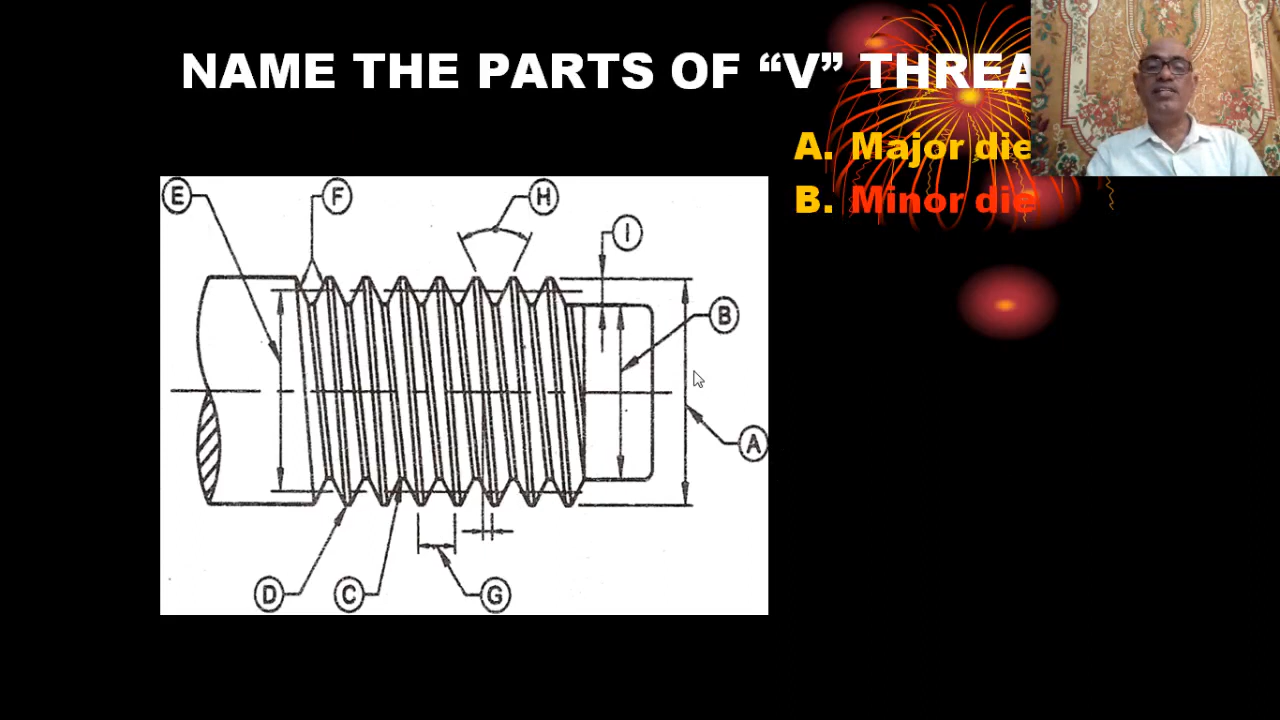 NAME THE PARTS OF “V” THREA
A. Major die
B. Minor die
E
F
H
I
B
A
D
C
G